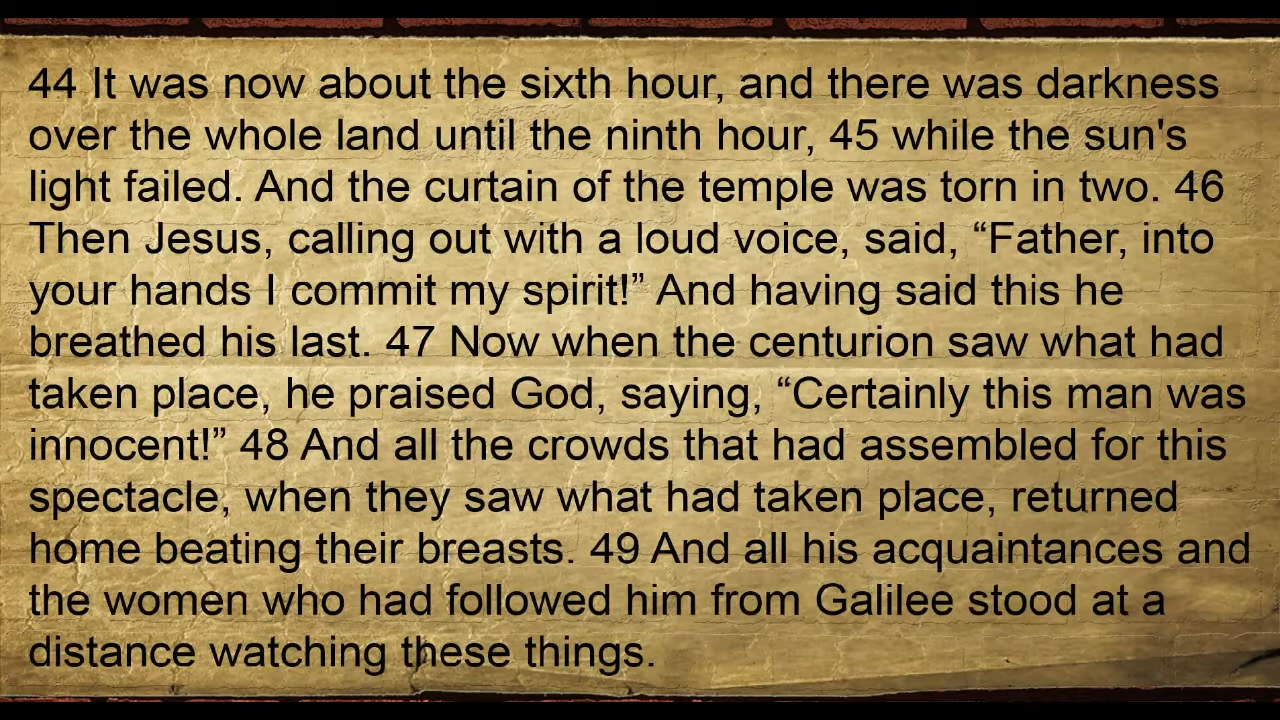 44 It was now about the sixth hour, and there was darkness
over the whole land until the ninth hour, 45 while the sun's
light failed. And the curtain of the temple was torn in two. 46
Then Jesus, calling out with a loud voice, said, “Father, into
your hands I commit my spirit!” And having said this he
breathed his last. 47 Now when the centurion saw what had
taken place, he praised God, saying, “Certainly this man was
innocent!” 48 And all the crowds that had assembled for this
spectacle, when they saw what had taken place, returned
home beating their breasts. 49 And all his acquaintances and
the women who had followed him from Galilee stood at a
distance watching these things.